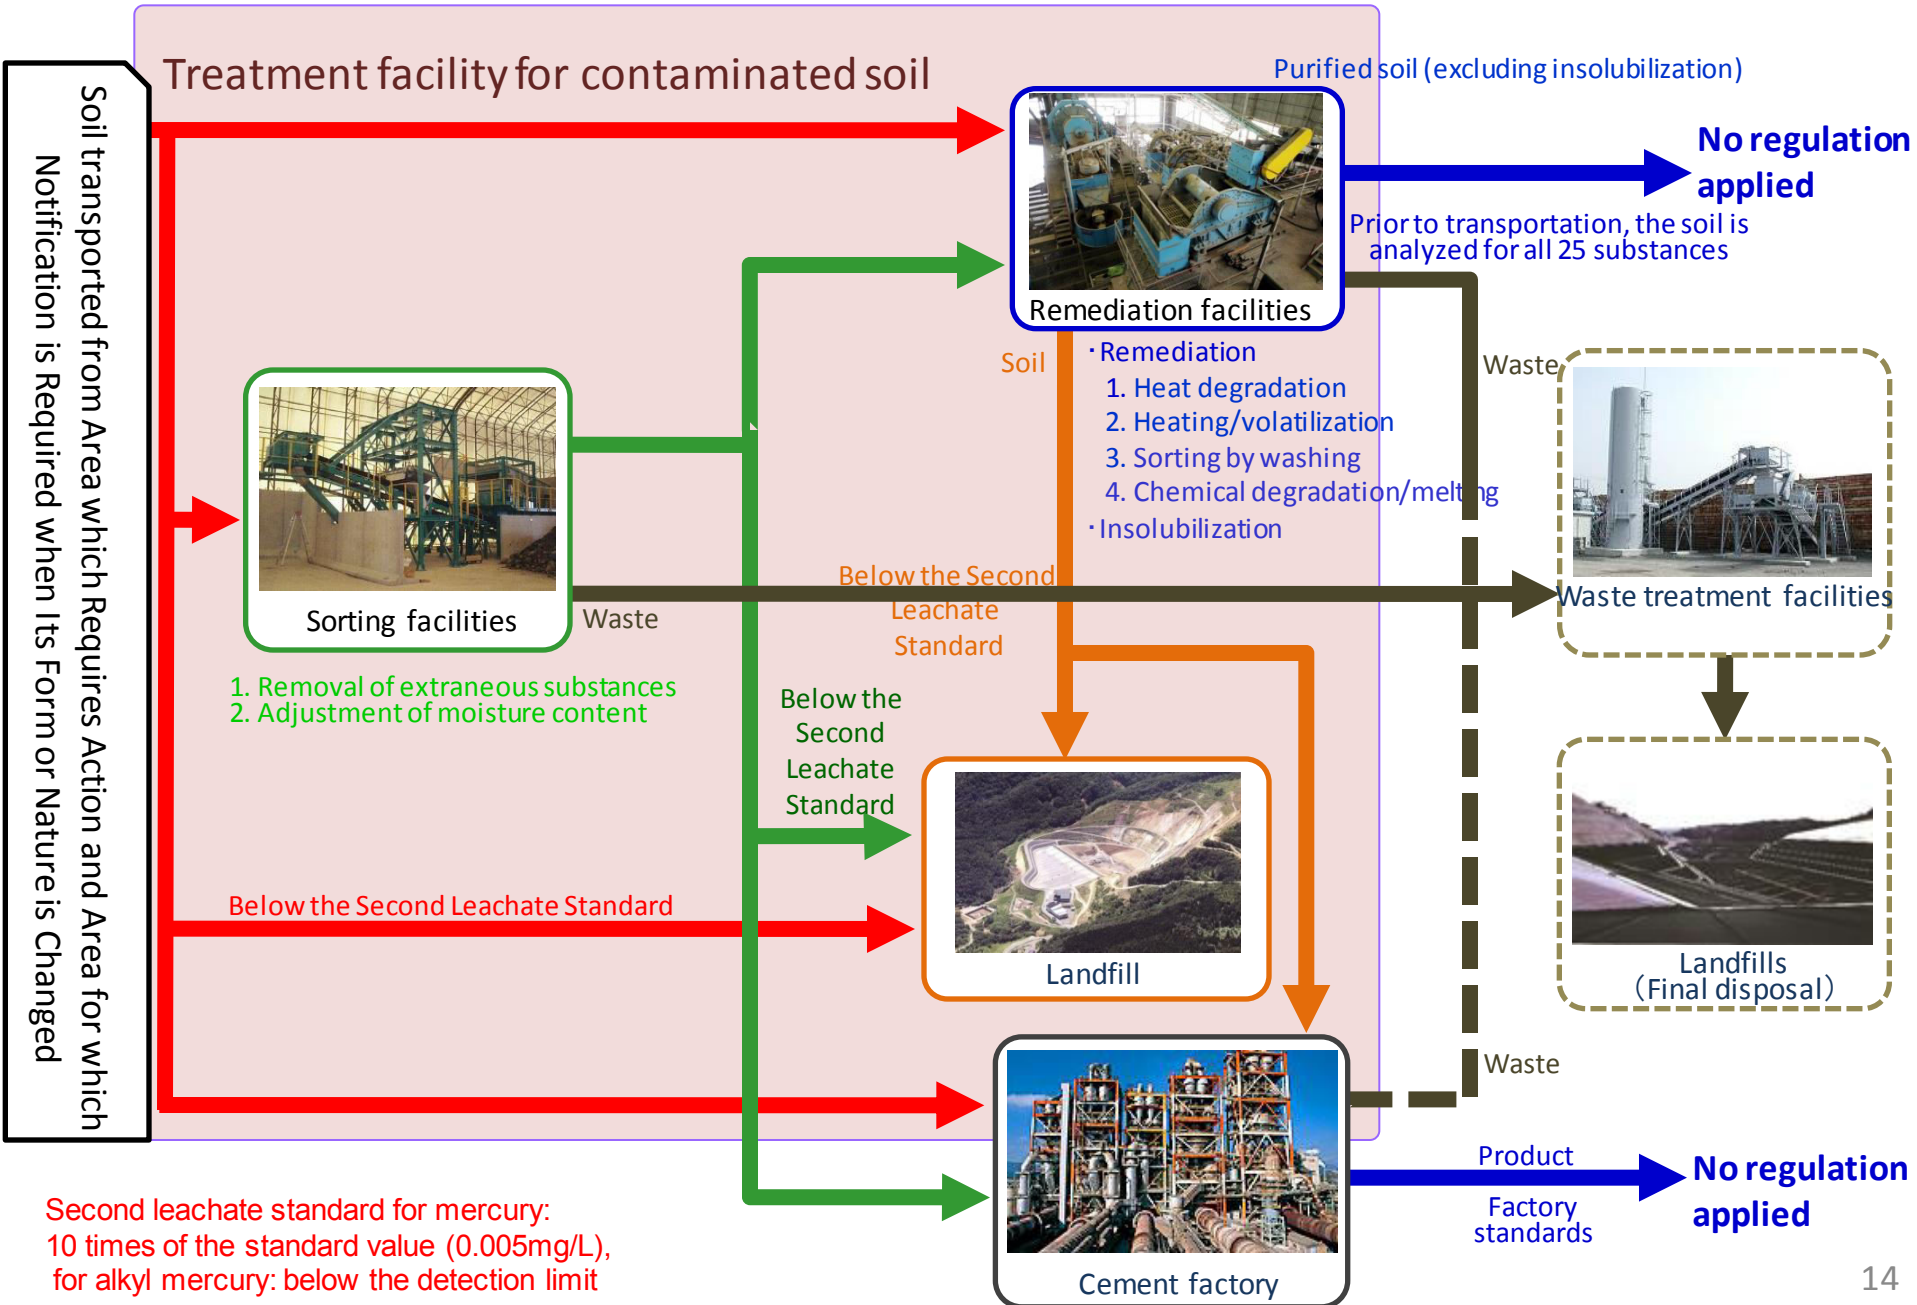 Treatment facility for contaminated soil
Soil transported from Area which Requires Action and Area for which
Notification is Required when Its Form or Nature is Changed
Purified soil (excluding insolubilization)
No regulation
applied
Prior to transportation, the soil is
analyzed for all 25 substances
Remediation facilities
Soil
・Remediation
1. Heat degradation
2. Heating/volatilization
3. Sorting by washing
4. Chemical degradation/melting
・Insolubilization
Waste
Waste treatment facilities
Sorting facilities
Waste
1. Removal of extraneous substances
2. Adjustment of moisture content
Below the Second
Leachate
Standard
Below the
Second
Leachate
Standard
Below the Second Leachate Standard
Landfill
Landfills
（Final disposal）
Waste
Cement factory
Product
Factory
standards
No regulation
applied
Second leachate standard for mercury:
10 times of the standard value (0.005mg/L),
for alkyl mercury: below the detection limit
14